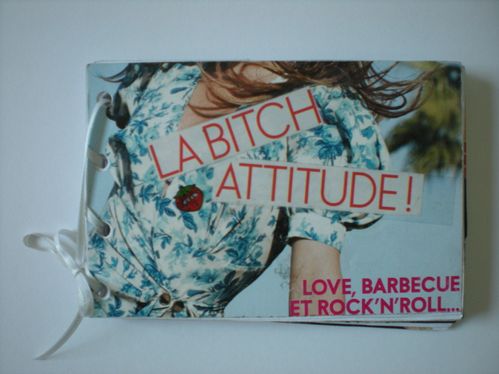 LA BITCH
ATTITUDE!
LOVE, BARBECUE
ET ROCK'N'ROLL...